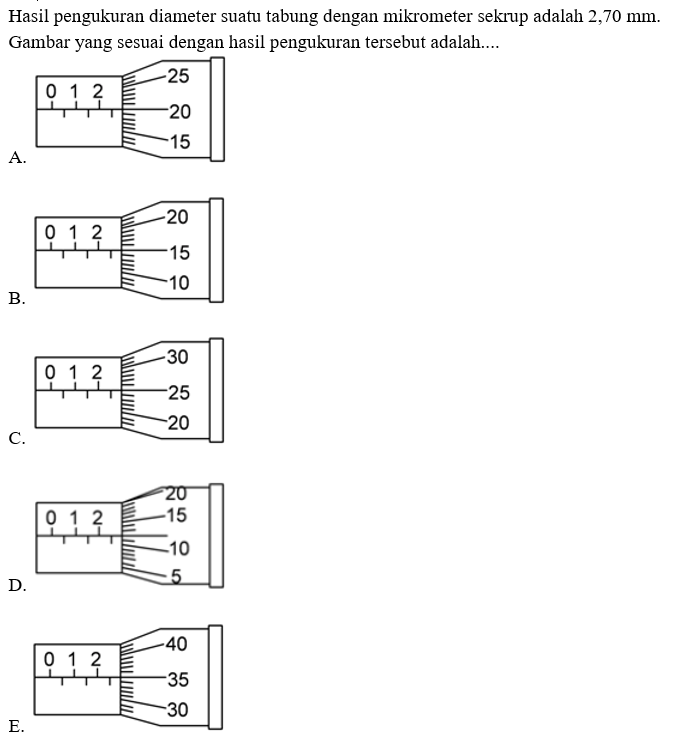 Hasil pengukuran diameter suatu tabung dengan mikrometer sekrup adalah 2,70 mm.
Gambar yang sesuai dengan hasil pengukuran tersebut adalah....
25
0 1 2
20
15
A.
20
0 1 2
15
10
B.
30
0 1 2
25
20
C.
20
0 1 2
15
10
5
D.
40
0 1 2
35
30
E.